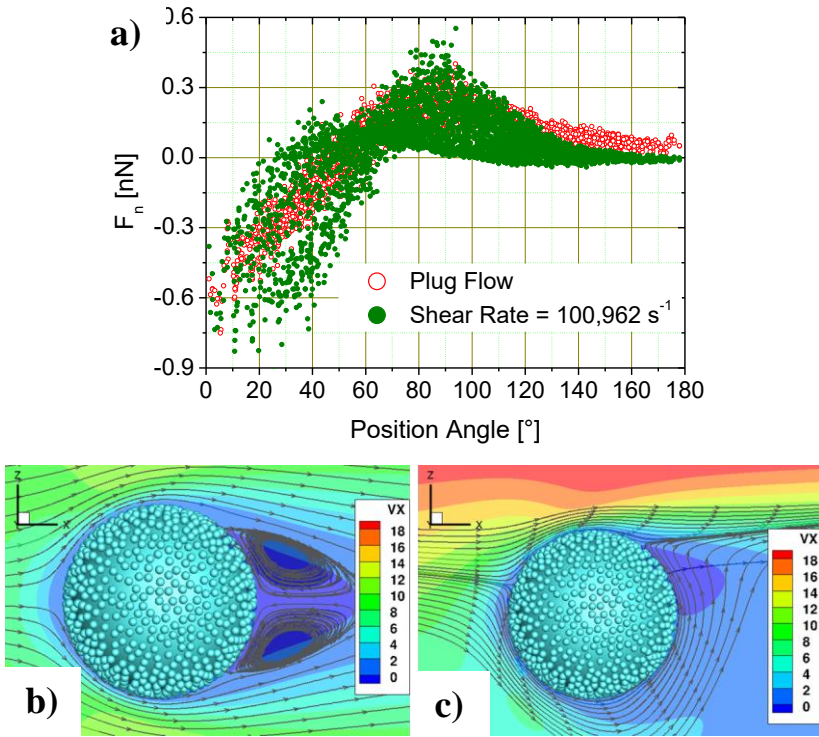 a)
0.6
0.3
0.0
-0.3
-0.6
-0.9
F_n [nN]
Plug Flow
Shear Rate = 100,962 s^-1
0 20 40 60 80 100 120 140 160 180
Position Angle [°]
Z
X
VX
18
16
14
12
10
8
6
4
2
0
b)
Z
X
VX
18
16
14
12
10
8
6
4
2
0
c)